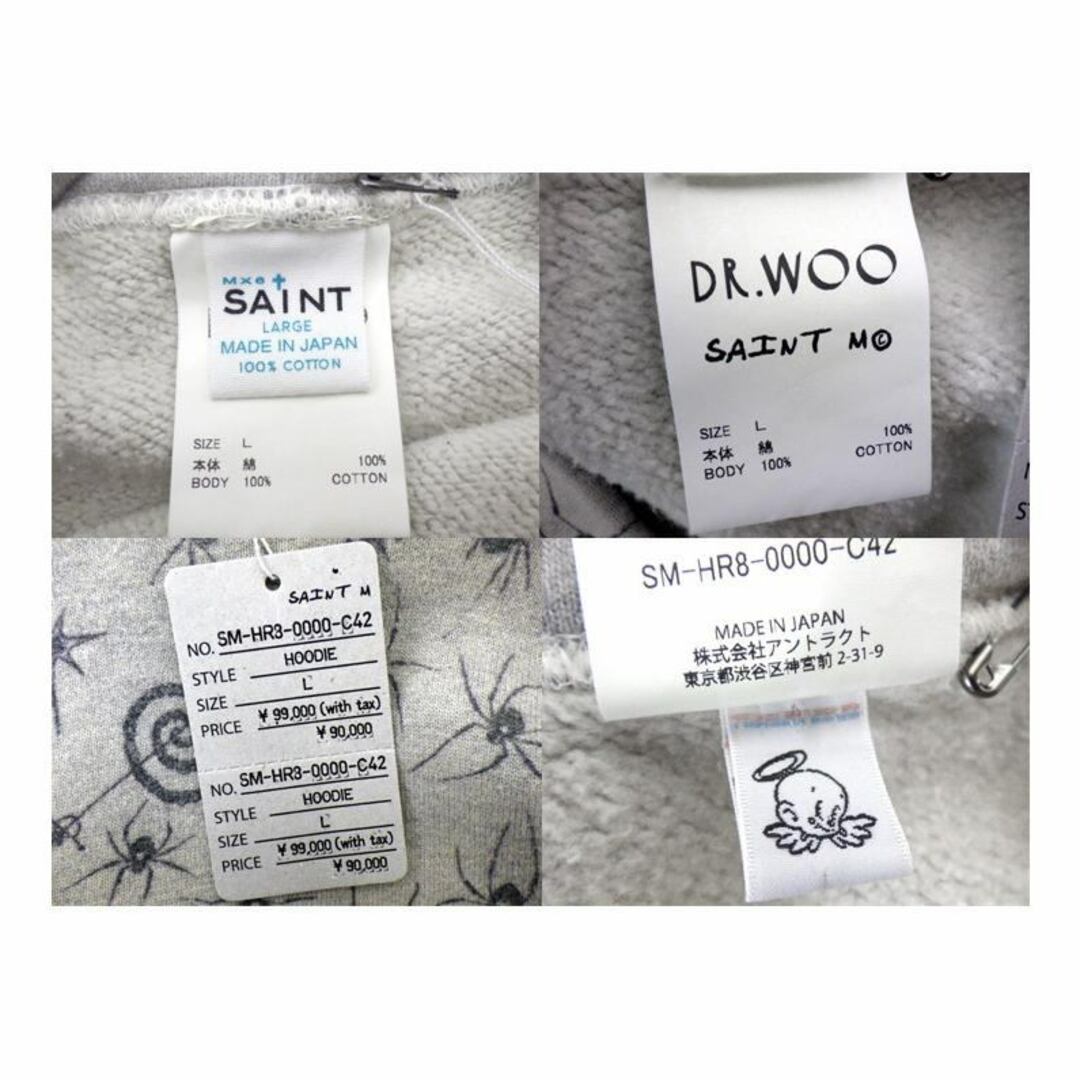 Mxe
SAINT
LARGE
MADE IN JAPAN
100% COTTON
SIZE L
本体 綿 100%
BODY 100% COTTON
DR.WOO
SAINT M©
SIZE L
本体 綿 100%
BODY 100% COTTON
SAINT M
NO. SM-HR3-0000-C42
STYLE HOODIE
SIZE L
PRICE ¥ 99,000 (with tax)
¥ 90,000
NO. SM-HR3-0000-C42
STYLE HOODIE
SIZE L
PRICE ¥ 99,000 (with tax)
¥ 90,000
SM-HR8-0000-C42
MADE IN JAPAN
株式会社アントラクト
東京都渋谷区神宮前 2-31-9